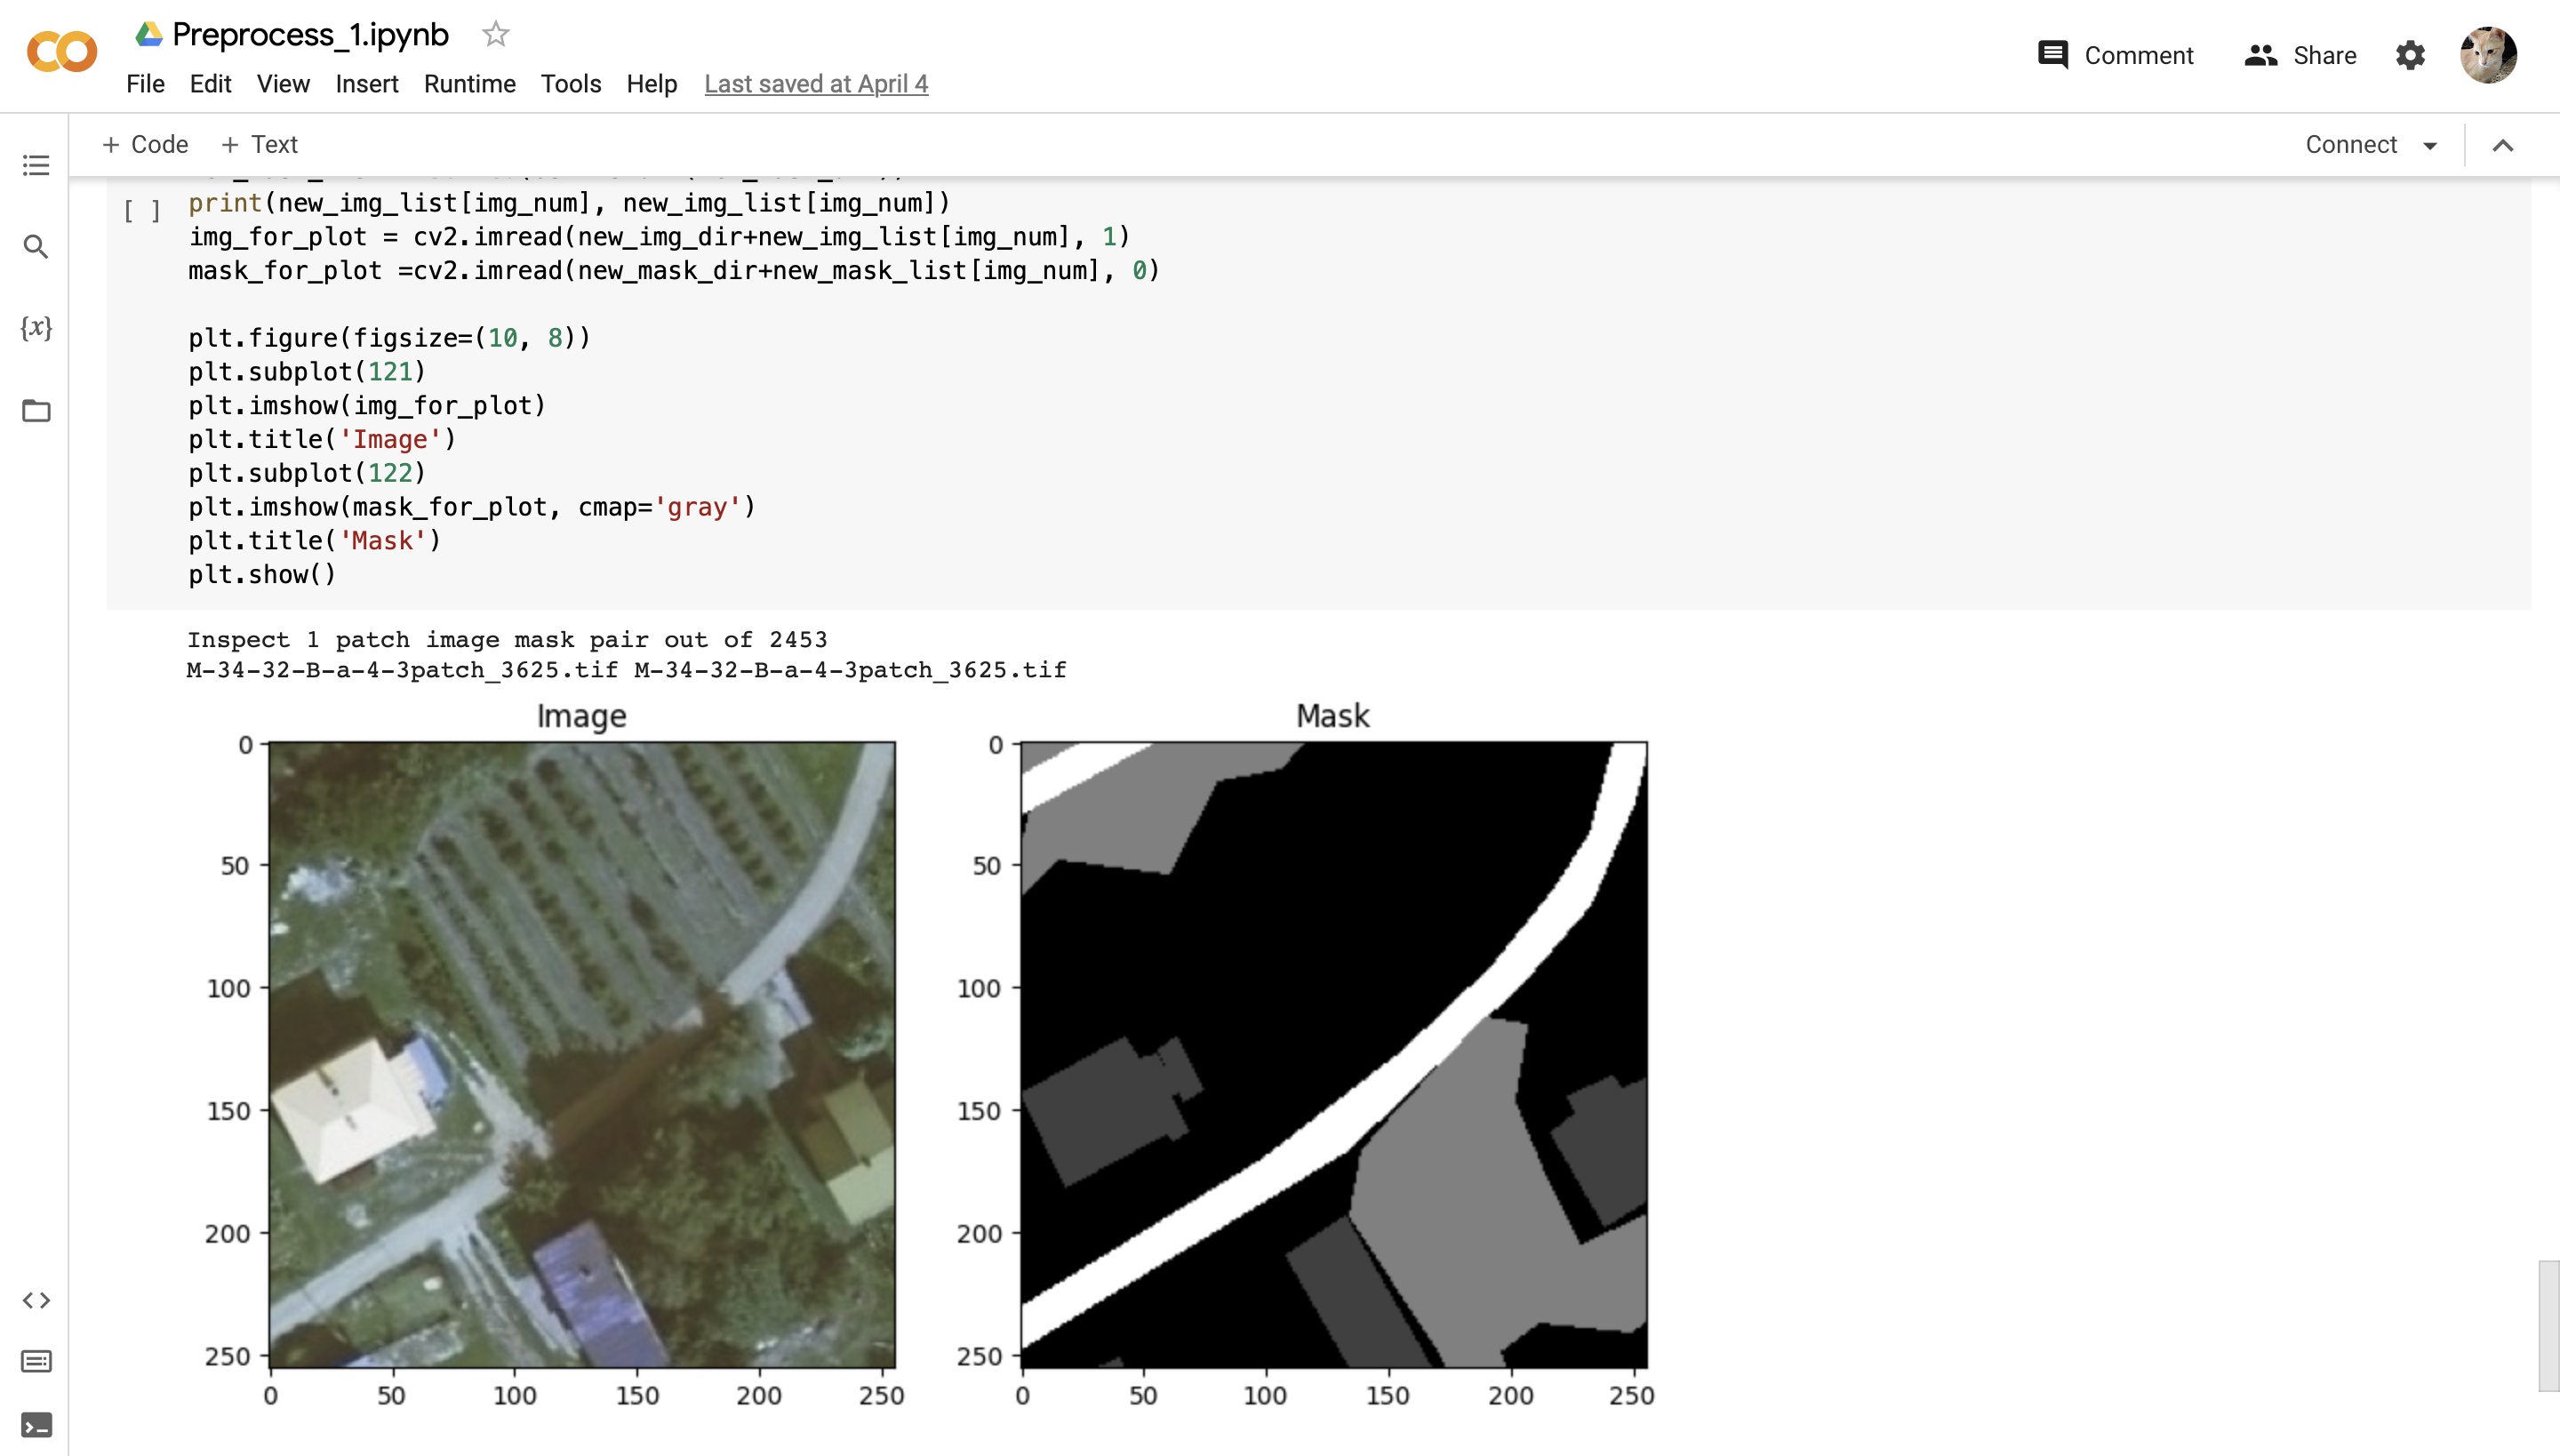 Preprocess_1.ipynb
File Edit View Insert Runtime Tools Help Last saved at April 4
Comment Share
+ Code + Text
Connect
{x}
[ ]
print(new_img_list[img_num], new_img_list[img_num])
img_for_plot = cv2.imread(new_img_dir+new_img_list[img_num], 1)
mask_for_plot =cv2.imread(new_mask_dir+new_mask_list[img_num], 0)
plt.figure(figsize=(10, 8))
plt.subplot(121)
plt.imshow(img_for_plot)
plt.title('Image')
plt.subplot(122)
plt.imshow(mask_for_plot, cmap='gray')
plt.title('Mask')
plt.show()
Inspect 1 patch image mask pair out of 2453
M-34-32-B-a-4-3patch_3625.tif M-34-32-B-a-4-3patch_3625.tif
Image
0
50
100
150
200
250
0 50 100 150 200 250
Mask
0
50
100
150
200
250
0 50 100 150 200 250